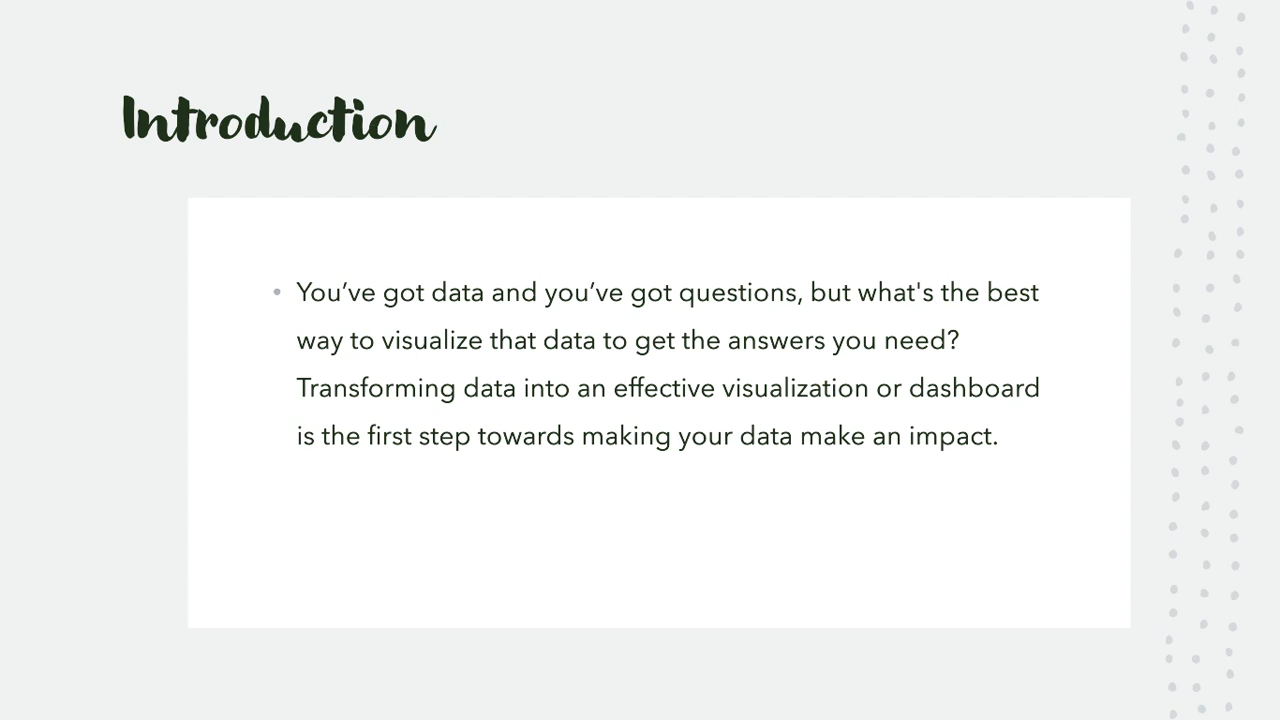 Introduction
• You’ve got data and you’ve got questions, but what's the best
way to visualize that data to get the answers you need?
Transforming data into an effective visualization or dashboard
is the first step towards making your data make an impact.